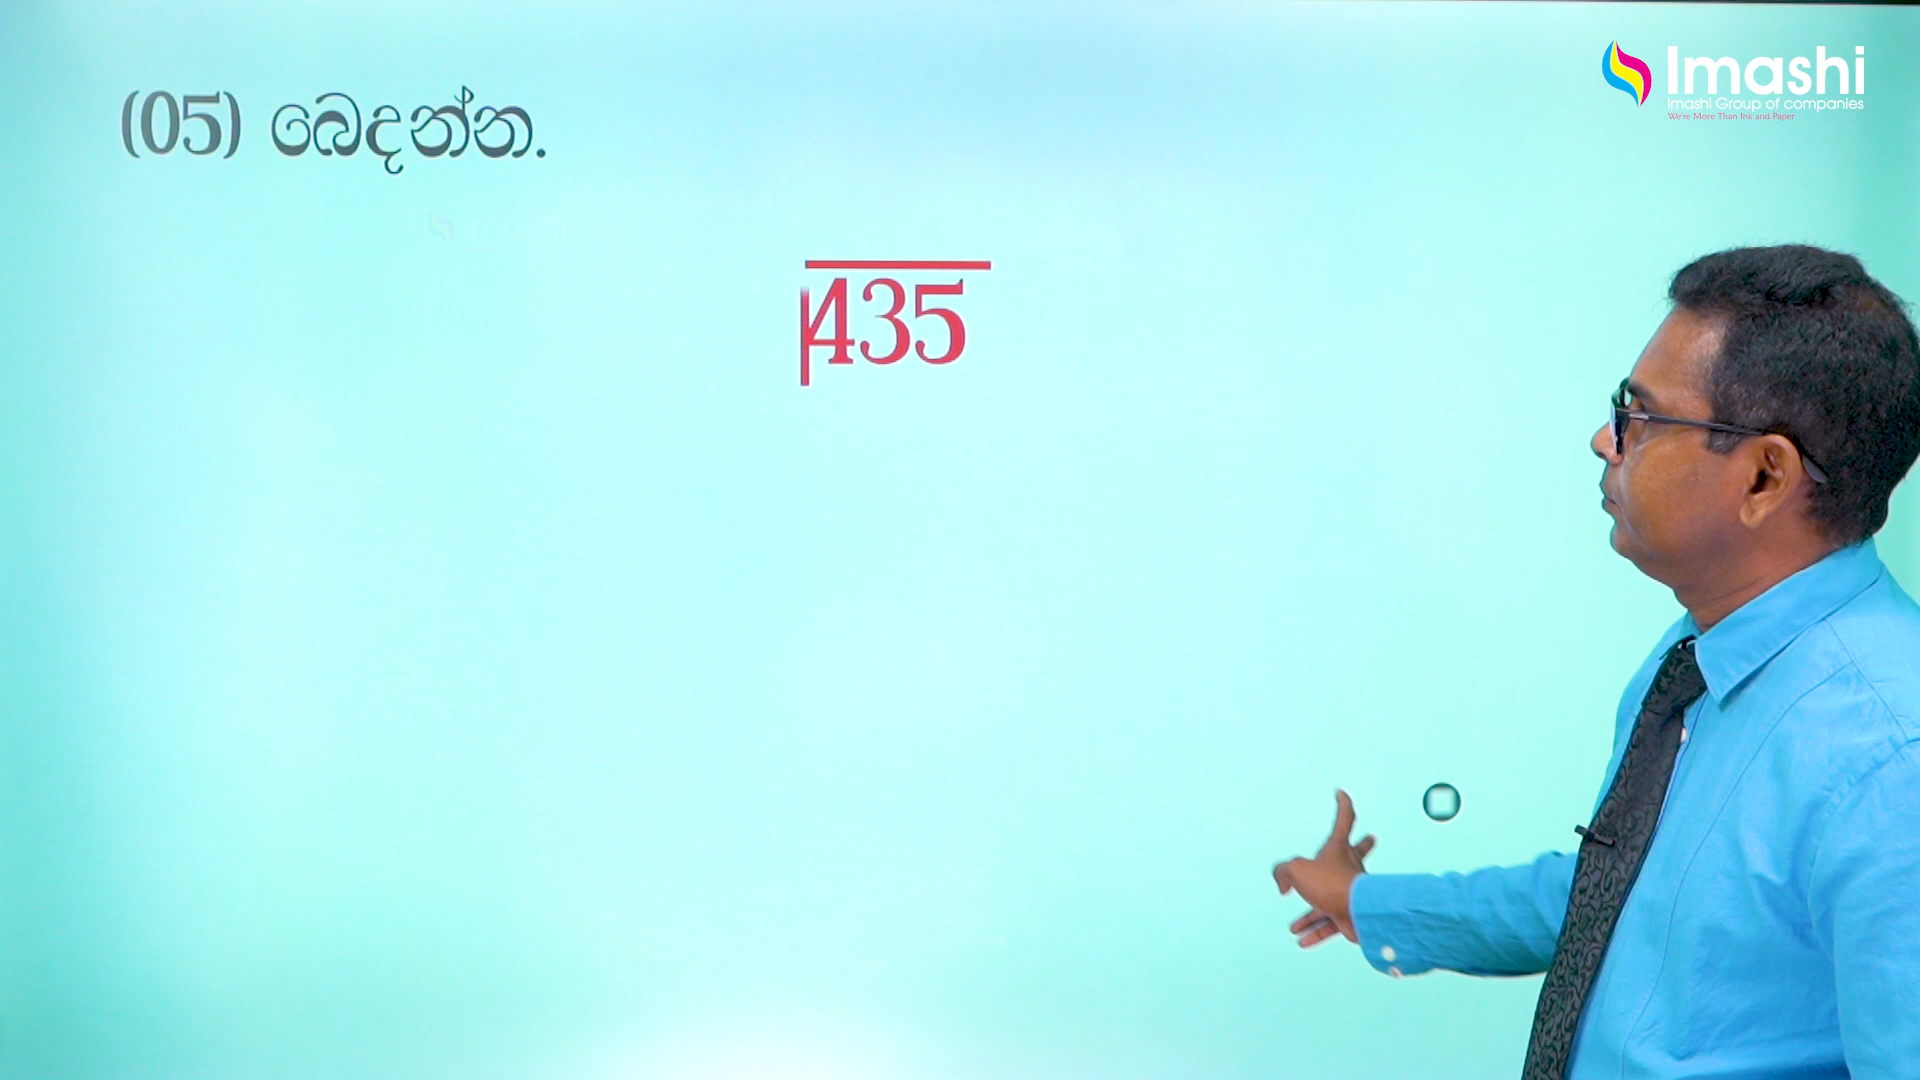 (05) බෙදන්න.
435
Imashi
Imashi Group of companies
We're More Than Ink and Paper